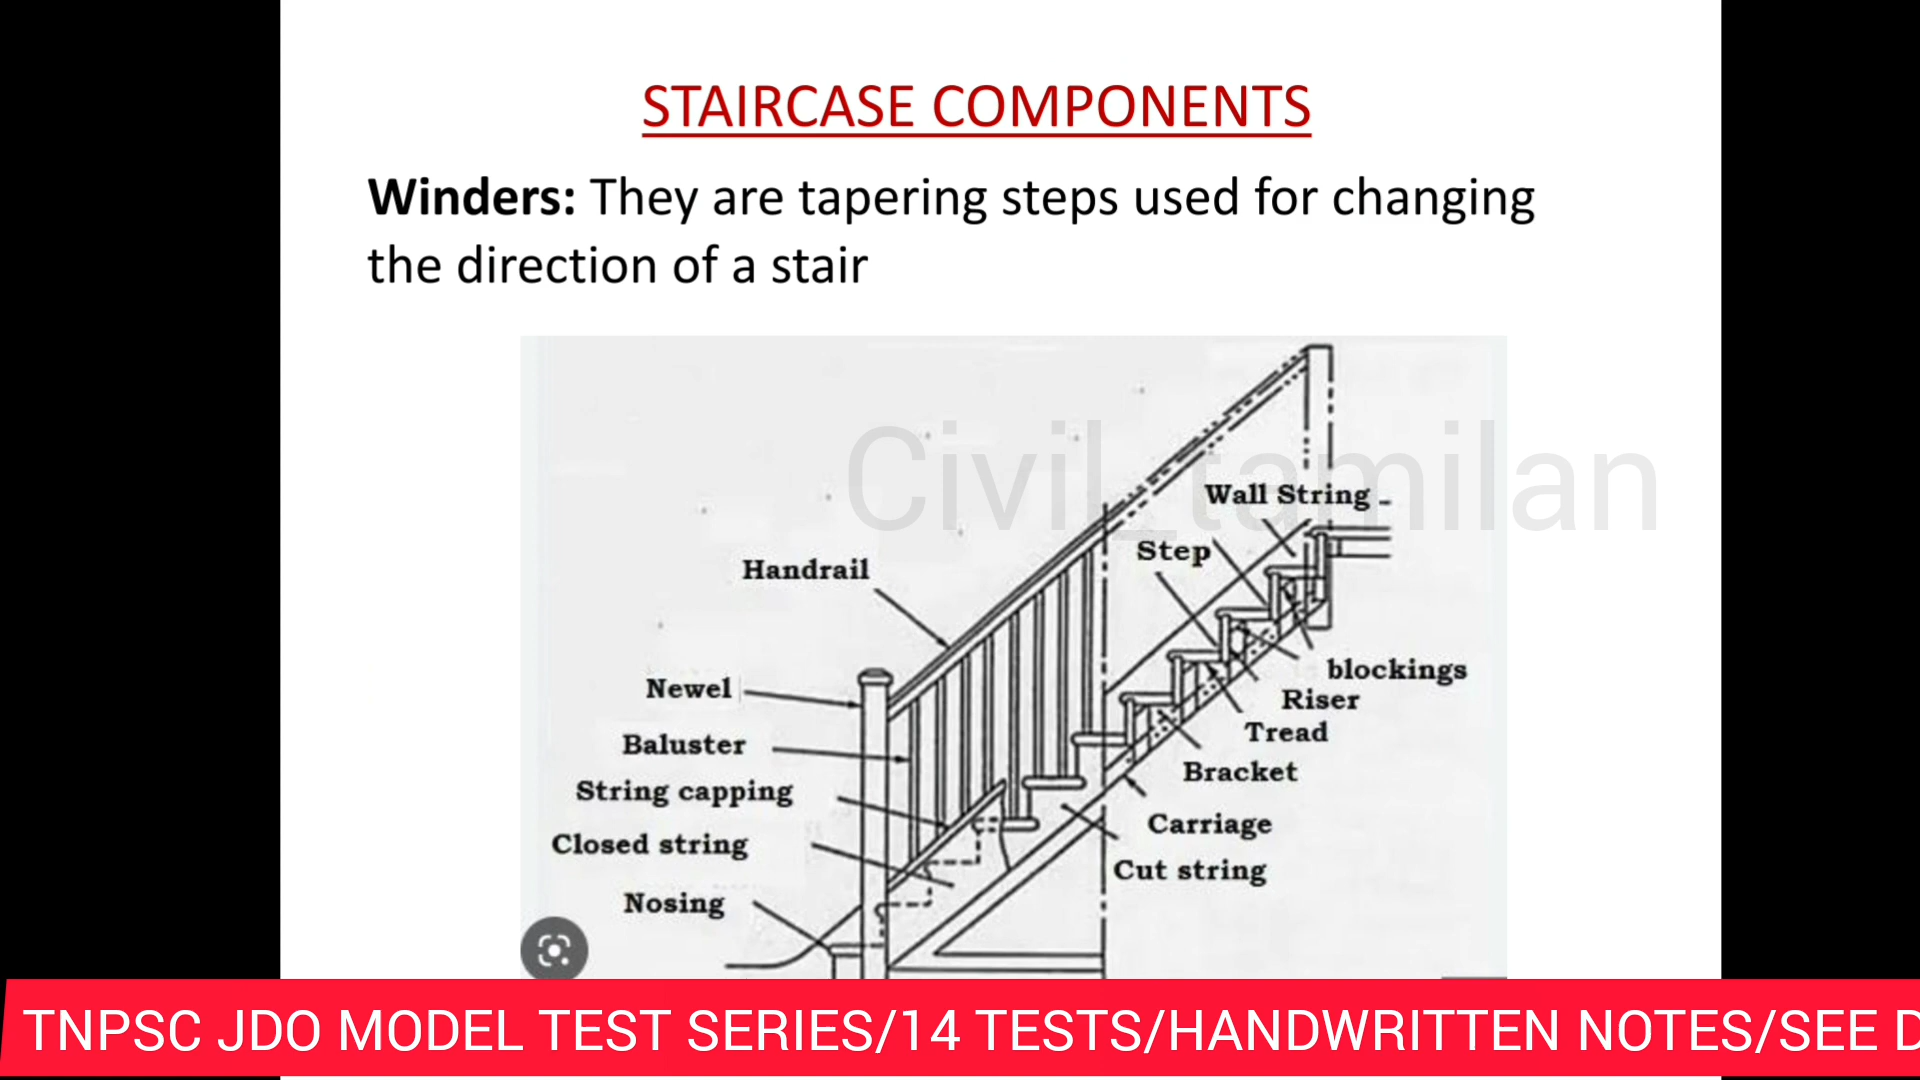 STAIRCASE COMPONENTS
Winders: They are tapering steps used for changing
the direction of a stair
Civil_tamilan
Wall String
Step
Handrail
blockings
Newel
Riser
Tread
Baluster
Bracket
String capping
Carriage
Closed string
Cut string
Nosing
TNPSC JDO MODEL TEST SERIES/14 TESTS/HANDWRITTEN NOTES/SEE D